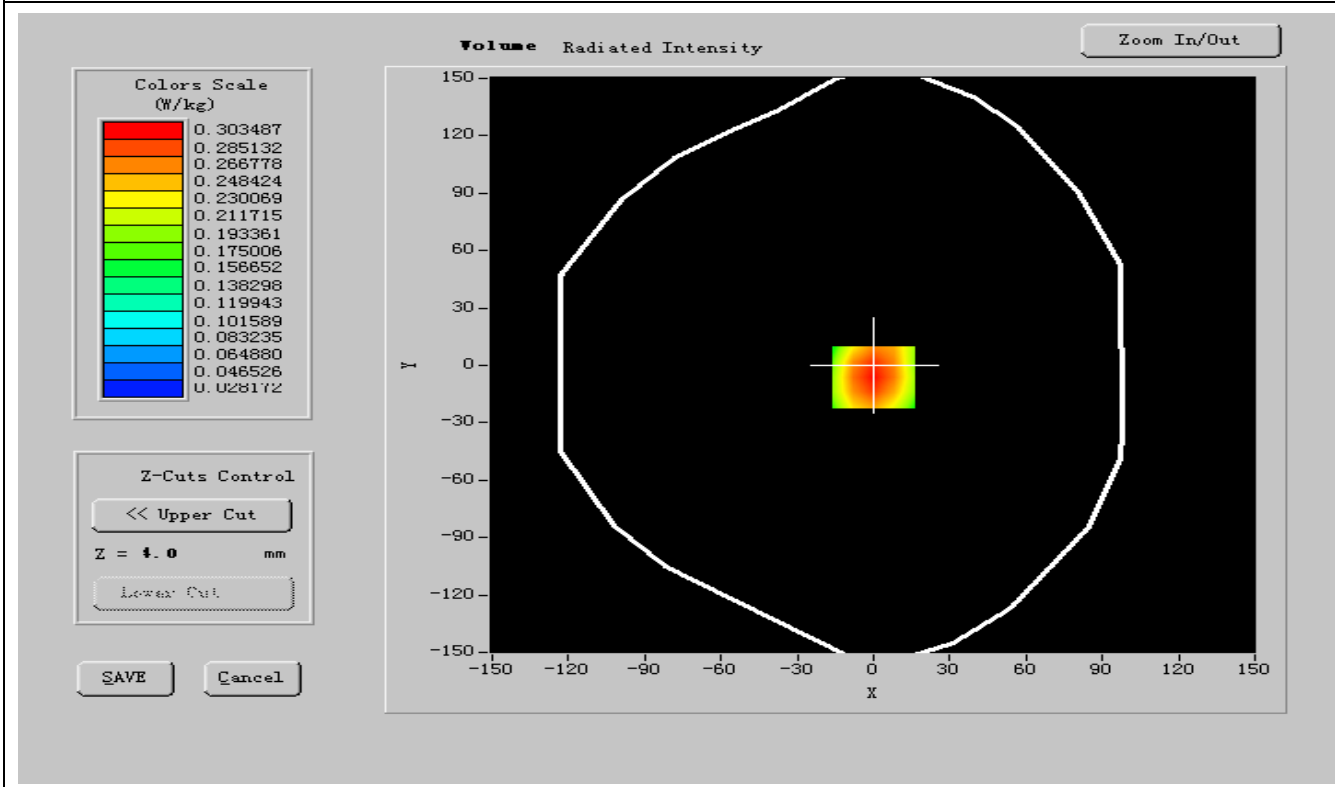 Volume Radiated Intensity
Zoom In/Out
Colors Scale
(W/kg)
0.303487
0.285132
0.266778
0.248424
0.230069
0.211715
0.193361
0.175006
0.156652
0.138298
0.119943
0.101589
0.083235
0.064880
0.046526
0.028172
Z-Cuts Control
<< Upper Cut
Z = 4.0 mm
Lower Cut
SAVE Cancel
150
120
90
60
30
0
-30
-60
-90
-120
-150
Y
-150 -120 -90 -60 -30 0 30 60 90 120 150
X